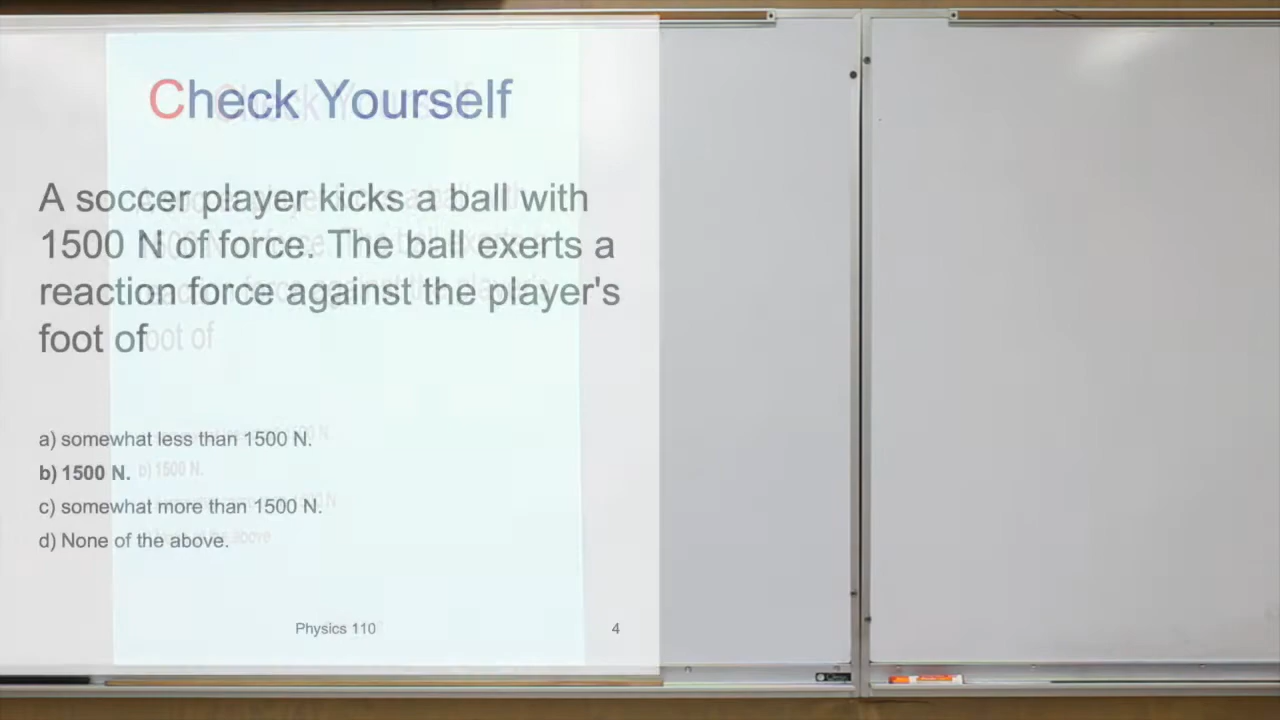 Check Yourself
A soccer player kicks a ball with
1500 N of force. The ball exerts a
reaction force against the player's
foot of
a) somewhat less than 1500 N.
b) 1500 N.
c) somewhat more than 1500 N.
d) None of the above.
Physics 110
4